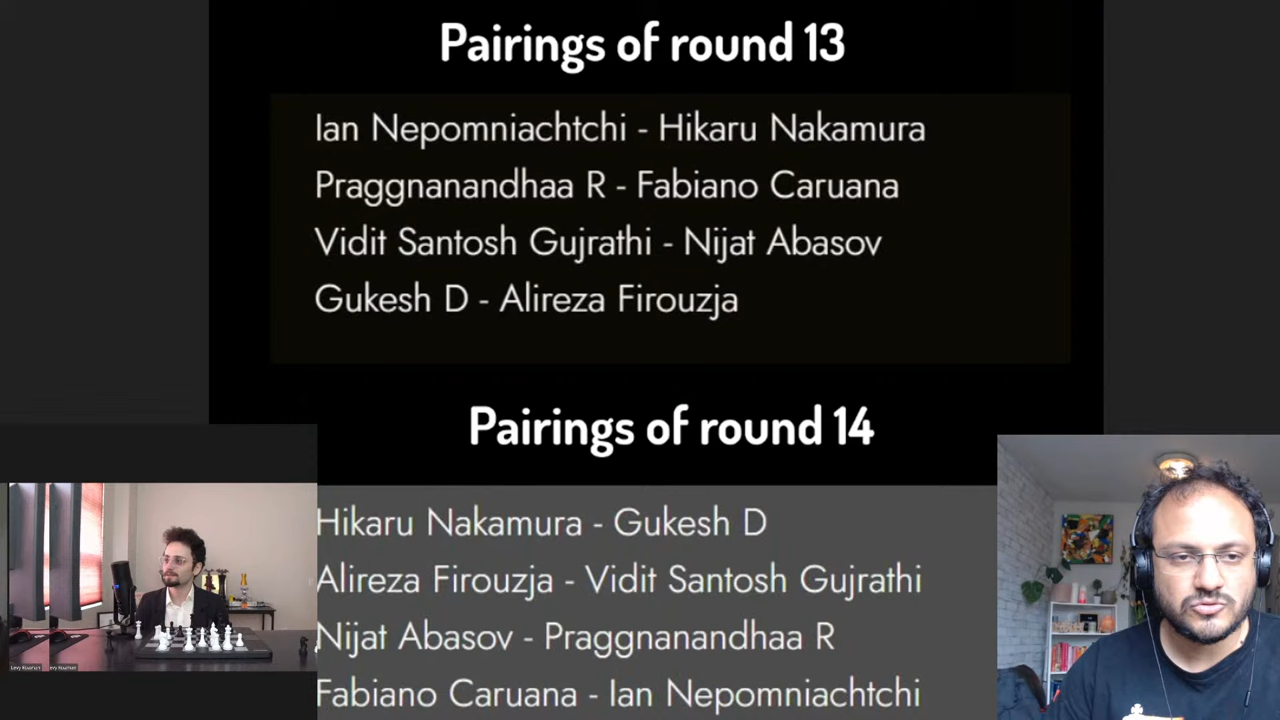 Pairings of round 13
Ian Nepomniachtchi - Hikaru Nakamura
Praggnanandhaa R - Fabiano Caruana
Vidit Santosh Gujrathi - Nijat Abasov
Gukesh D - Alireza Firouzja
Pairings of round 14
Hikaru Nakamura - Gukesh D
Alireza Firouzja - Vidit Santosh Gujrathi
Nijat Abasov - Praggnanandhaa R
Fabiano Caruana - Ian Nepomniachtchi